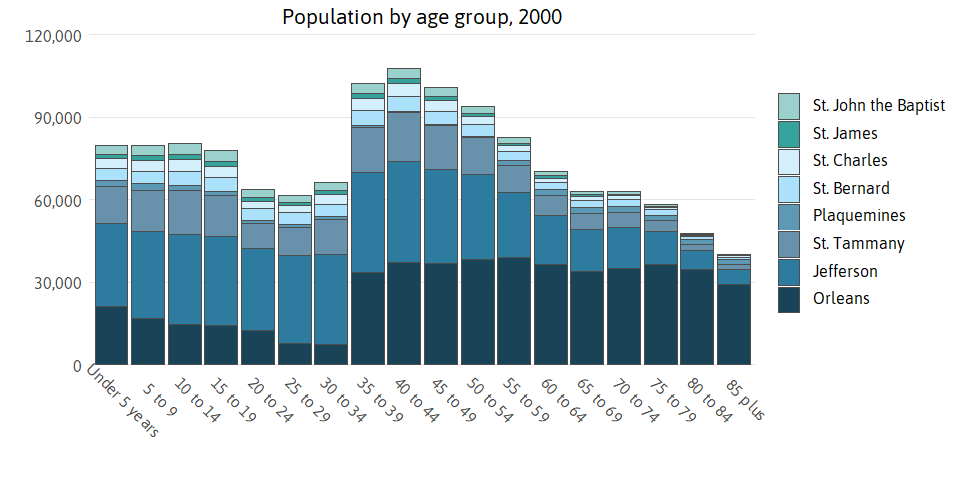 Population by age group, 2000
120,000
90,000
60,000
30,000
0
St. John the Baptist
St. James
St. Charles
St. Bernard
Plaquemines
St. Tammany
Jefferson
Orleans
Under 5 years
5 to 9
10 to 14
15 to 19
20 to 24
25 to 29
30 to 34
35 to 39
40 to 44
45 to 49
50 to 54
55 to 59
60 to 64
65 to 69
70 to 74
75 to 79
80 to 84
85 plus